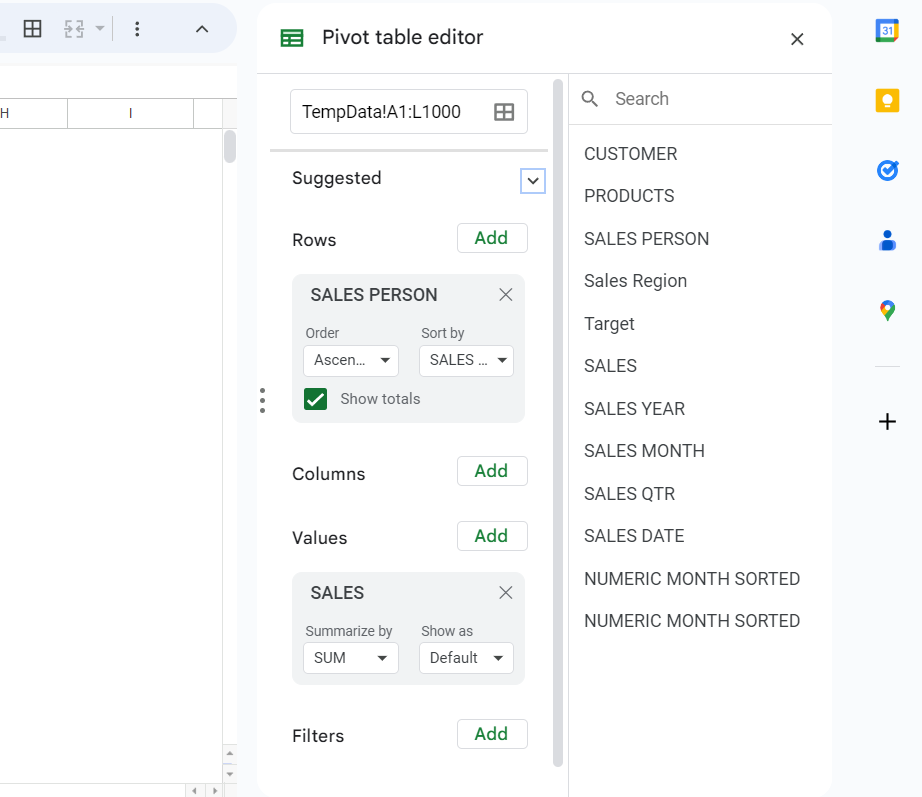 H
I
Pivot table editor
TempData!A1:L1000
Suggested
Rows
Add
SALES PERSON
Order
Sort by
Ascen...
SALES ...
Show totals
Columns
Add
Values
Add
SALES
Summarize by
Show as
SUM
Default
Filters
Add
Search
CUSTOMER
PRODUCTS
SALES PERSON
Sales Region
Target
SALES
SALES YEAR
SALES MONTH
SALES QTR
SALES DATE
NUMERIC MONTH SORTED
NUMERIC MONTH SORTED
31